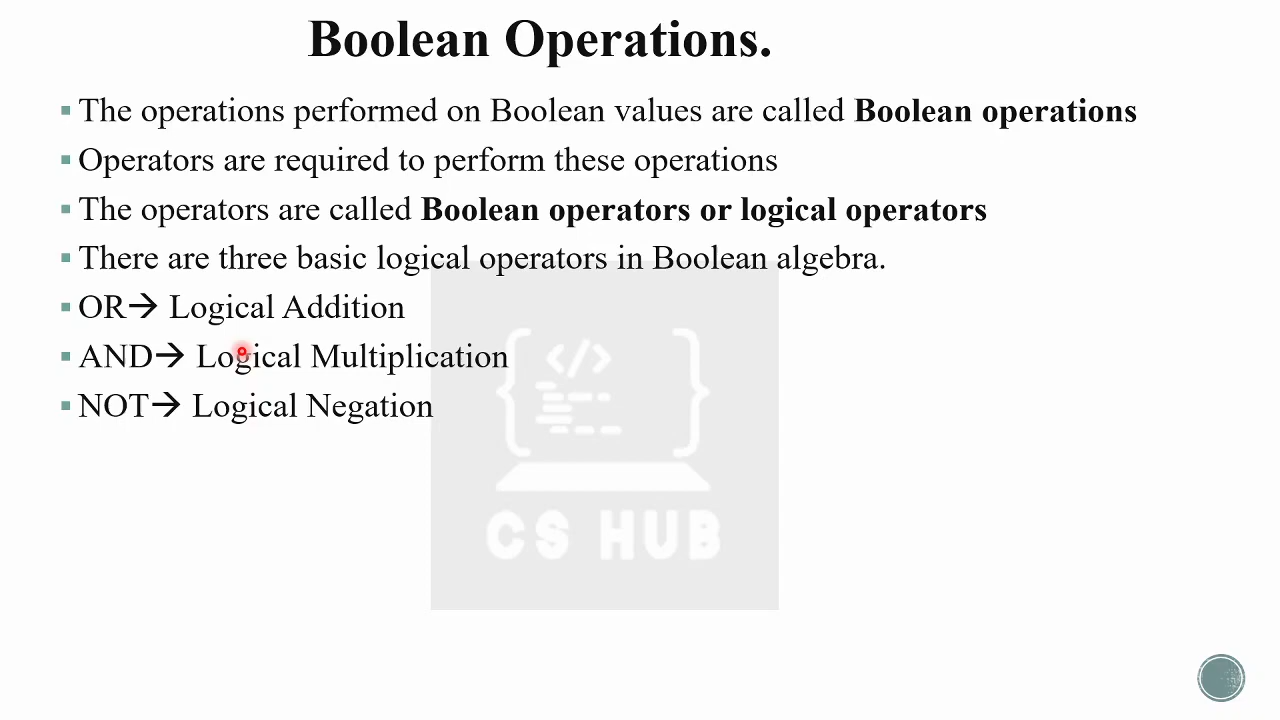 Boolean Operations.
The operations performed on Boolean values are called Boolean operations
Operators are required to perform these operations
The operators are called Boolean operators or logical operators
There are three basic logical operators in Boolean algebra.
OR→ Logical Addition
AND→ Logical Multiplication
NOT→ Logical Negation
CS HUB